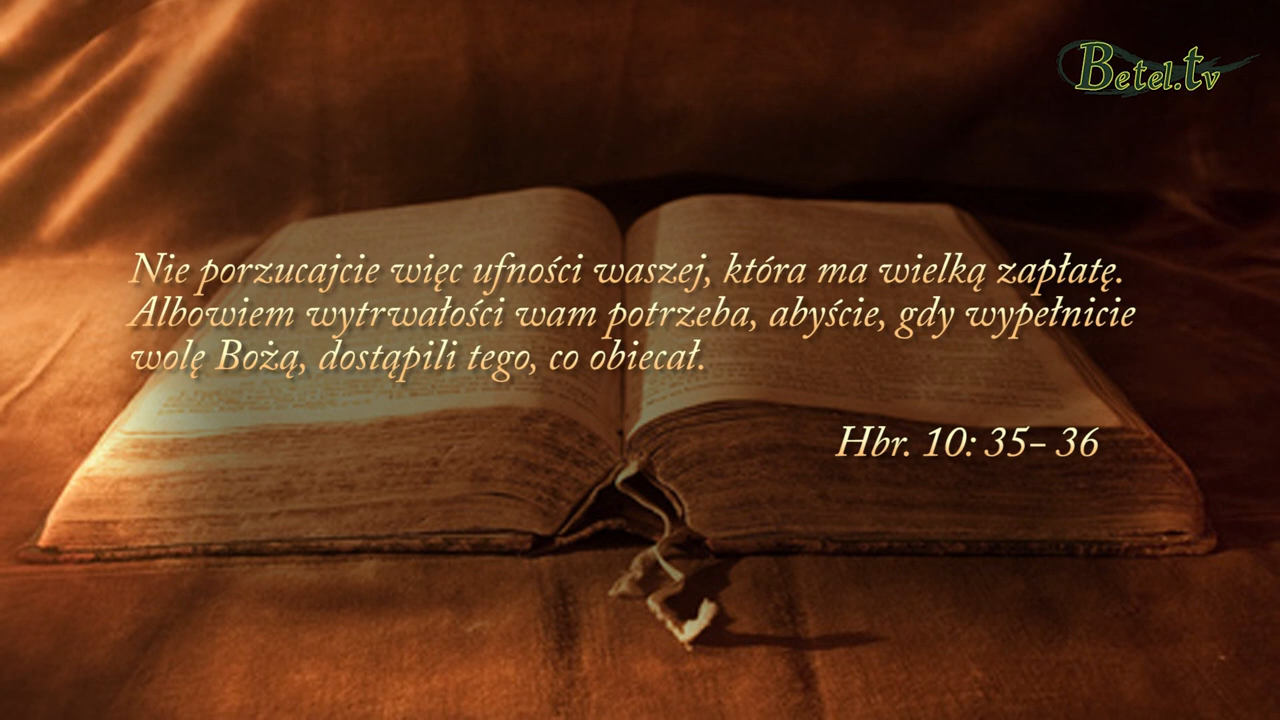 Betel.tv
Nie porzucajcie więc ufności waszej, która ma wielką zapłatę.
Albowiem wytrwałości wam potrzeba, abyście, gdy wypełnicie
wolę Bożą, dostąpili tego, co obiecał.
Hbr. 10: 35- 36